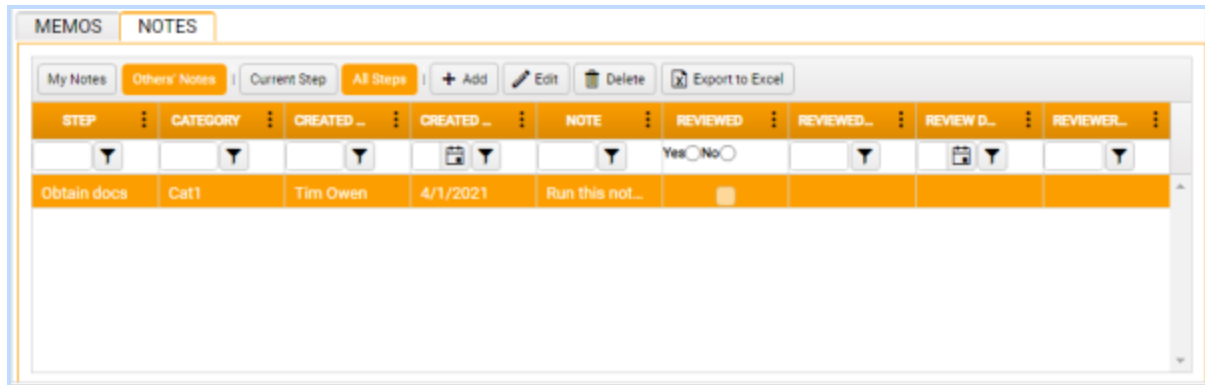 MEMOS NOTES
My Notes Others' Notes | Current Step All Steps | Add Edit Delete Export to Excel
STEP CATEGORY CREATED ... CREATED ... NOTE REVIEWED REVIEWED... REVIEW D... REVIEWER...
Yes No
Obtain docs Cat1 Tim Owen 4/1/2021 Run this not...